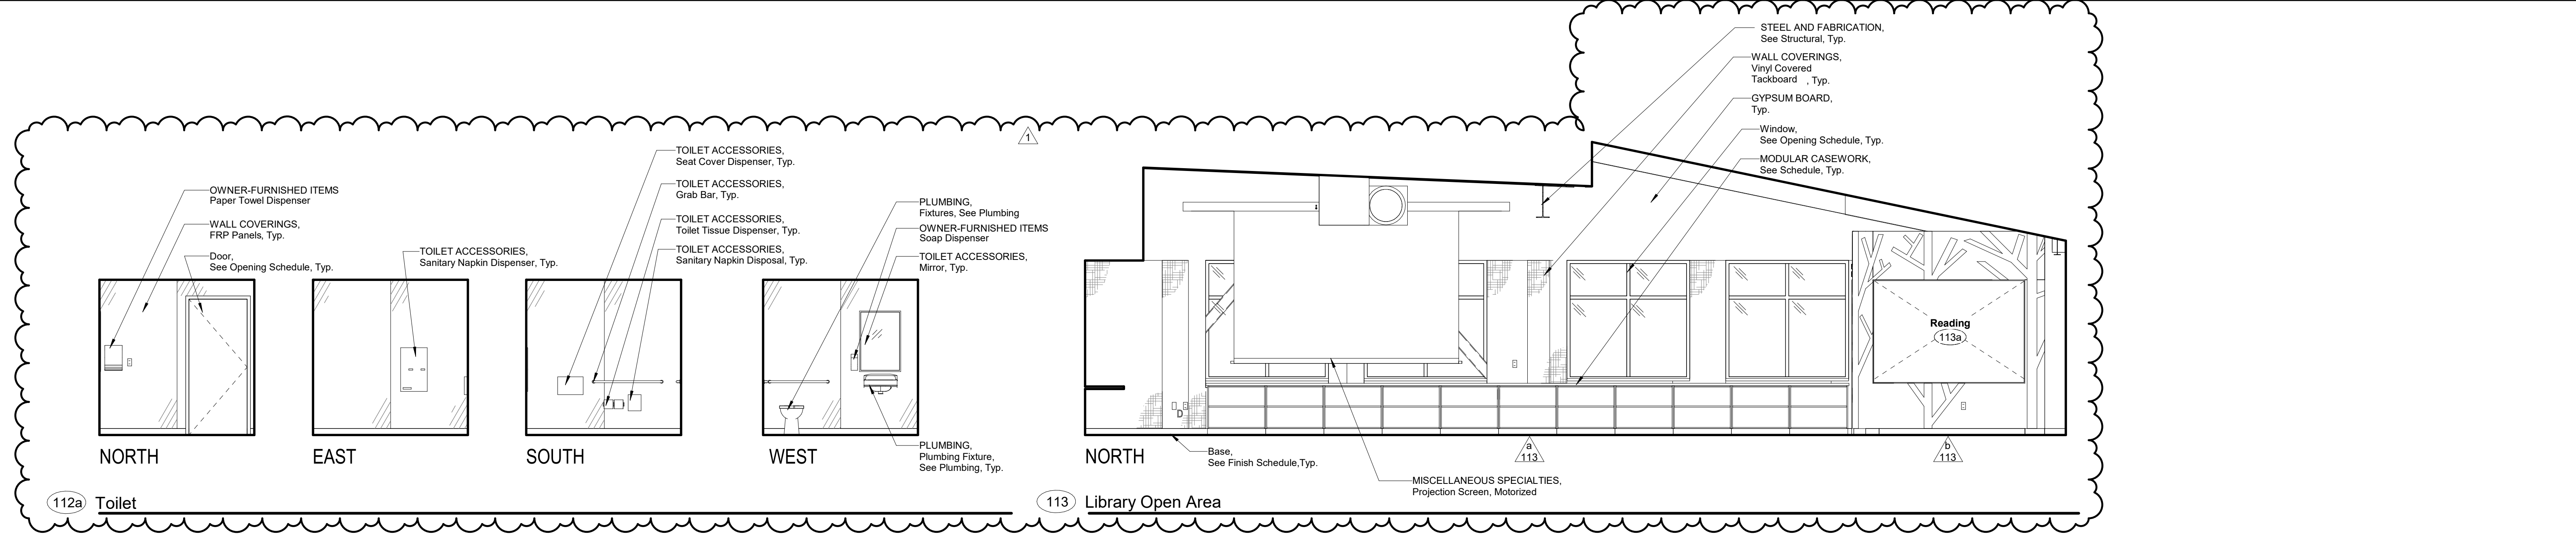 STEEL AND FABRICATION,
See Structural, Typ.
WALL COVERINGS,
Vinyl Covered
Tackboard , Typ.
GYPSUM BOARD,
Typ.
Window,
See Opening Schedule, Typ.
MODULAR CASEWORK,
See Schedule, Typ.
1
OWNER-FURNISHED ITEMS
Paper Towel Dispenser
WALL COVERINGS,
FRP Panels, Typ.
Door,
See Opening Schedule, Typ.
TOILET ACCESSORIES,
Sanitary Napkin Dispenser, Typ.
TOILET ACCESSORIES,
Seat Cover Dispenser, Typ.
TOILET ACCESSORIES,
Grab Bar, Typ.
TOILET ACCESSORIES,
Toilet Tissue Dispenser, Typ.
TOILET ACCESSORIES,
Sanitary Napkin Disposal, Typ.
PLUMBING,
Fixtures, See Plumbing
OWNER-FURNISHED ITEMS
Soap Dispenser
TOILET ACCESSORIES,
Mirror, Typ.
PLUMBING,
Plumbing Fixture,
See Plumbing, Typ.
Reading
113a
D
NORTH
EAST
SOUTH
WEST
NORTH
Base,
See Finish Schedule,Typ.
a
113
b
113
MISCELLANEOUS SPECIALTIES,
Projection Screen, Motorized
112a Toilet
113 Library Open Area